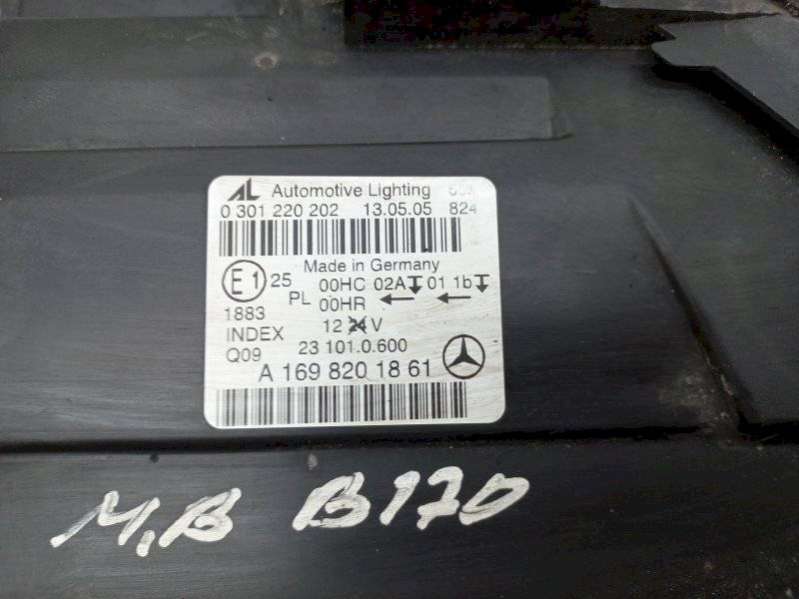 AL Automotive Lighting
0 301 220 202 13.05.05 824
Made in Germany
E1 25 00HC 02A 01 1b
PL 00HR ← ←
1883
12 24 V
INDEX
Q09 23 101.0.600
A 169 820 18 61
M,B B170